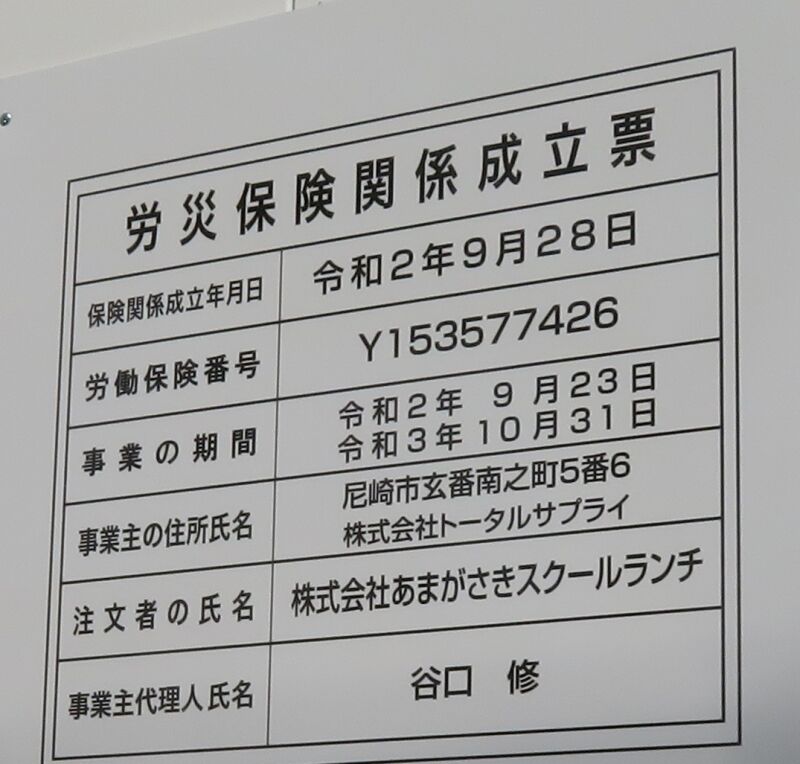 労災保険関係成立票
保険関係成立年月日 令和2年9月28日
労働保険番号 Y153577426
事業の期間 令和2年 9月23日
令和3年10月31日
事業主の住所氏名 尼崎市玄番南之町5番6
株式会社トータルサプライ
注文者の氏名 株式会社あまがさきスクールランチ
事業主代理人氏名 谷口 修